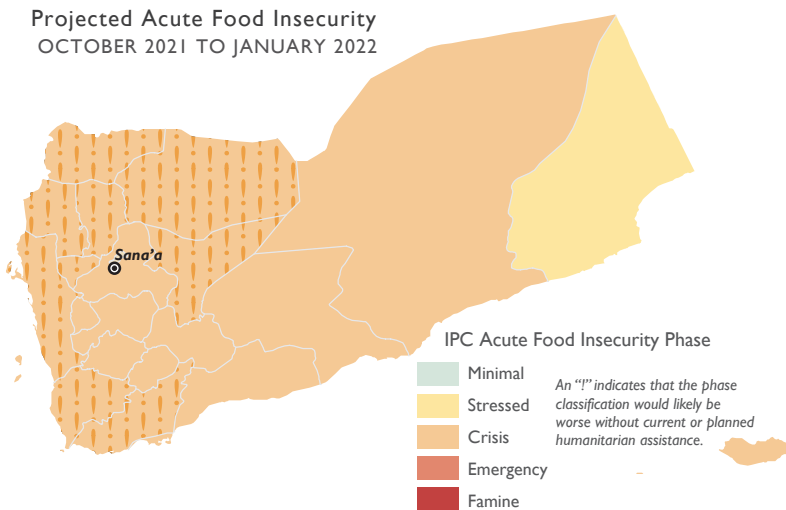 Projected Acute Food Insecurity
OCTOBER 2021 TO JANUARY 2022
Sana’a
IPC Acute Food Insecurity Phase
Minimal
Stressed
Crisis
Emergency
Famine
An “!” indicates that the phase
classification would likely be
worse without current or planned
humanitarian assistance.